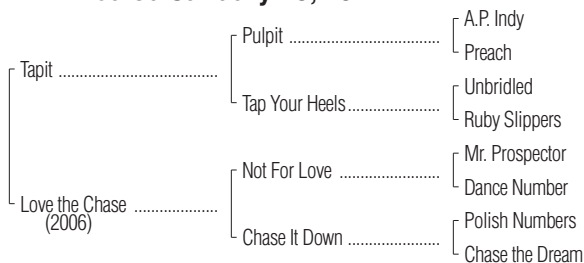 A.P. Indy
Pulpit
Preach
Tapit
Unbridled
Tap Your Heels
Ruby Slippers
Mr. Prospector
Not For Love
Dance Number
Love the Chase
(2006)
Polish Numbers
Chase It Down
Chase the Dream